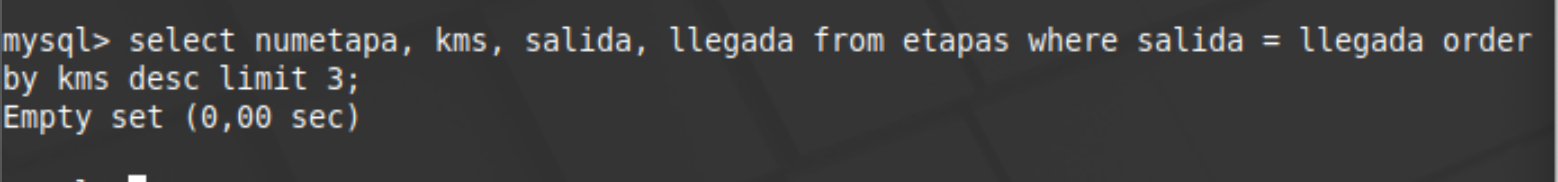 mysql> select numetapa, kms, salida, llegada from etapas where salida = llegada order
by kms desc limit 3;
Empty set (0,00 sec)